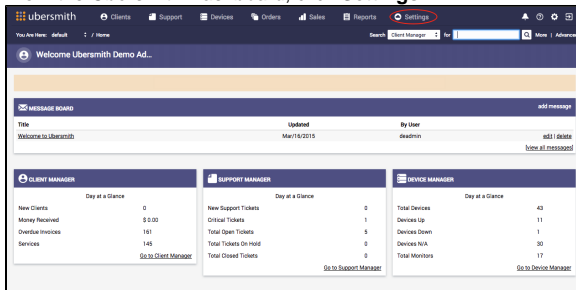 ubersmith Clients Support Devices Orders Sales Reports Settings
You Are Here: default / Home Search Client Manager for More | Advanced
Welcome Ubersmith Demo Ad...
MESSAGE BOARD add message
Title Updated By User
Welcome to Ubersmith Mar/16/2015 deadmin edit | delete
[view all messages]
CLIENT MANAGER
Day at a Glance
New Clients 0
Money Received $ 0.00
Overdue Invoices 161
Services 145
Go to Client Manager
SUPPORT MANAGER
Day at a Glance
New Support Tickets 0
Critical Tickets 1
Total Open Tickets 5
Total Tickets On Hold 0
Total Closed Tickets 0
Go to Support Manager
DEVICE MANAGER
Day at a Glance
Total Devices 43
Devices Up 11
Devices Down 1
Devices N/A 30
Total Monitors 17
Go to Device Manager